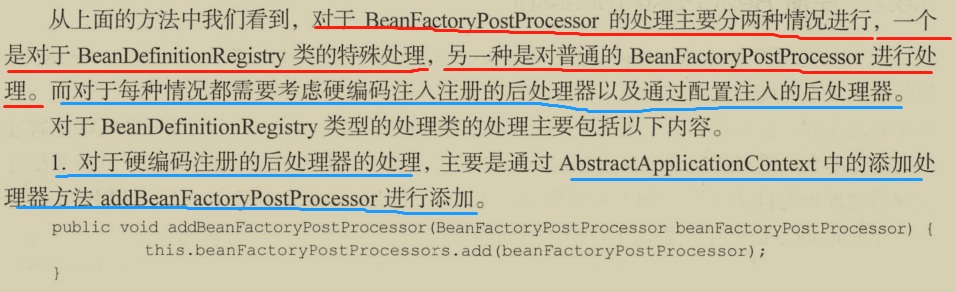 从上面的方法中我们看到，对于 BeanFactoryPostProcessor 的处理主要分两种情况进行，一个
是对于 BeanDefinitionRegistry 类的特殊处理，另一种是对普通的 BeanFactoryPostProcessor 进行处
理。而对于每种情况都需要考虑硬编码注入注册的后处理器以及通过配置注入的后处理器。
对于 BeanDefinitionRegistry 类型的处理类的处理主要包括以下内容。
1. 对于硬编码注册的后处理器的处理，主要是通过 AbstractApplicationContext 中的添加处
理器方法 addBeanFactoryPostProcessor 进行添加。
public void addBeanFactoryPostProcessor(BeanFactoryPostProcessor beanFactoryPostProcessor) {
this.beanFactoryPostProcessors.add(beanFactoryPostProcessor);
}